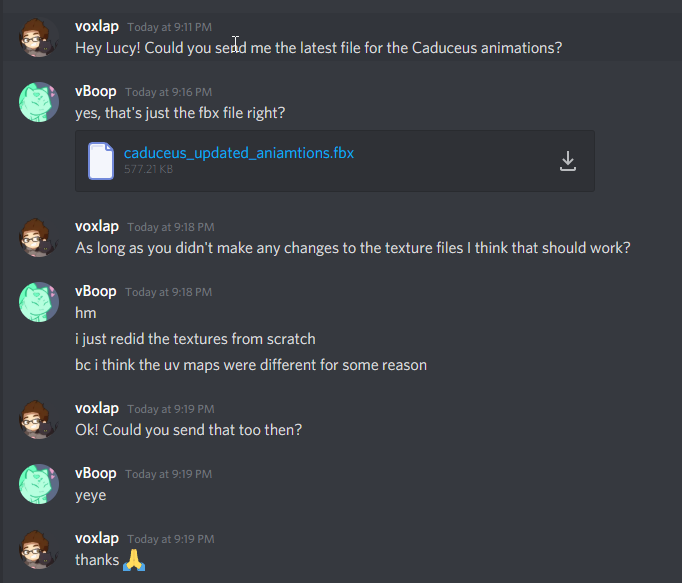 voxlap Today at 9:11 PM
Hey Lucy! Could you send me the latest file for the Caduceus animations?
vBoop Today at 9:16 PM
yes, that's just the fbx file right?
caduceus_updated_aniamtions.fbx
577.21 KB
voxlap Today at 9:18 PM
As long as you didn't make any changes to the texture files I think that should work?
vBoop Today at 9:18 PM
hm
i just redid the textures from scratch
bc i think the uv maps were different for some reason
voxlap Today at 9:19 PM
Ok! Could you send that too then?
vBoop Today at 9:19 PM
yeye
voxlap Today at 9:19 PM
thanks 🙏